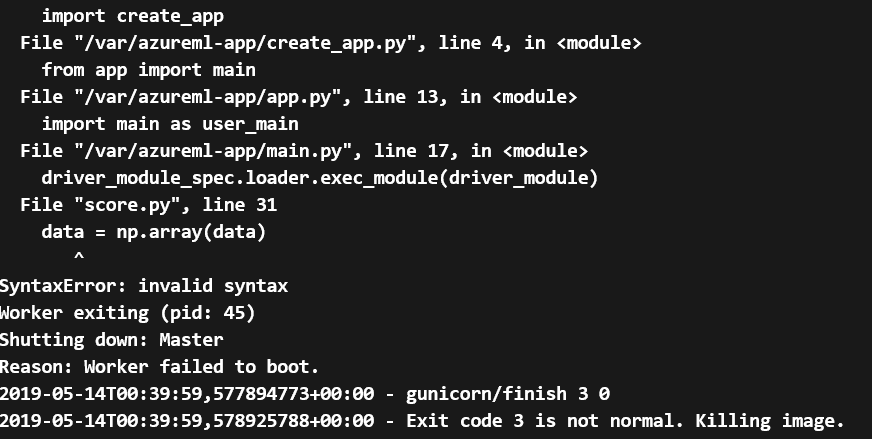 import create_app
File "/var/azureml-app/create_app.py", line 4, in <module>
from app import main
File "/var/azureml-app/app.py", line 13, in <module>
import main as user_main
File "/var/azureml-app/main.py", line 17, in <module>
driver_module_spec.loader.exec_module(driver_module)
File "score.py", line 31
data = np.array(data)
^
SyntaxError: invalid syntax
Worker exiting (pid: 45)
Shutting down: Master
Reason: Worker failed to boot.
2019-05-14T00:39:59,577894773+00:00 - gunicorn/finish 3 0
2019-05-14T00:39:59,578925788+00:00 - Exit code 3 is not normal. Killing image.